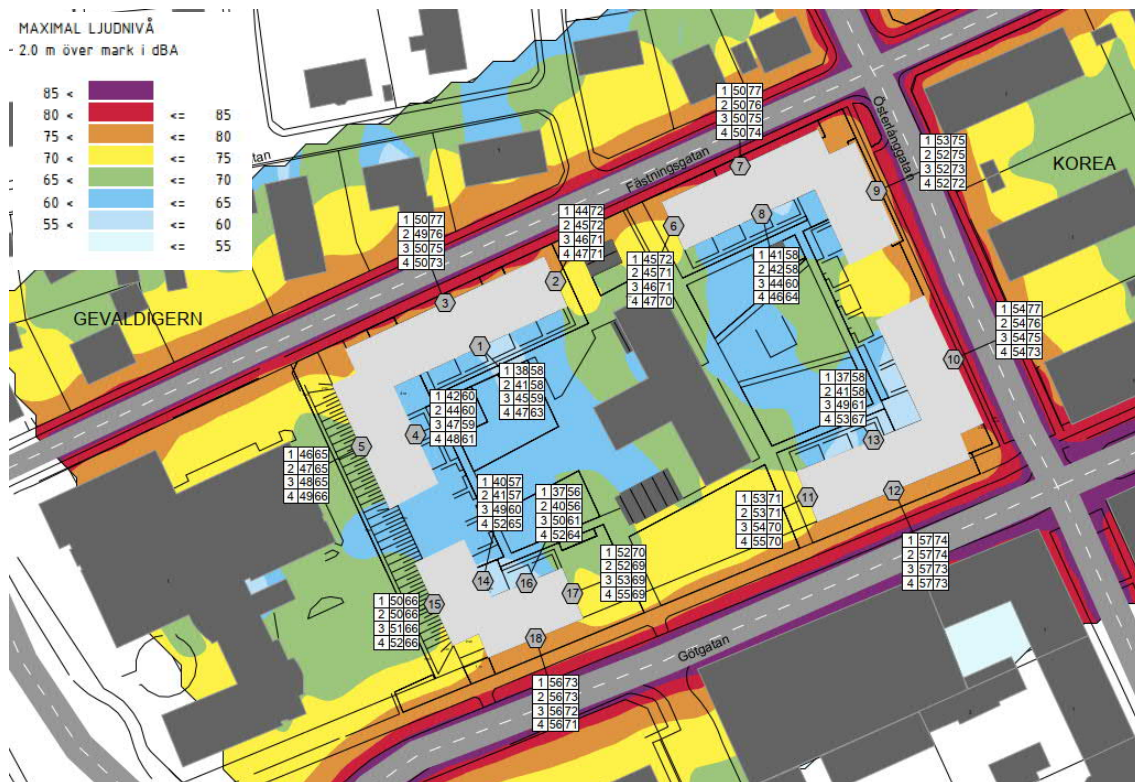 MAXIMAL LJUDNIVÅ
2.0 m över mark i dBA
85 <
80 < <= 85
75 < <= 80
70 < <= 75
65 < <= 70
60 < <= 65
55 < <= 60
<= 55
tan
Fästningsgatan
Österlånggatan
KOREA
GEVALDIGERN
Götgatan
7
1 50 77
2 50 76
3 50 75
4 50 74
9
1 53 75
2 52 75
3 52 73
4 52 72
3
1 50 77
2 49 76
3 50 75
4 50 73
2
1 44 72
2 45 72
3 46 71
4 47 71
6
1 45 72
2 45 71
3 46 71
4 47 70
8
1 41 58
2 42 58
3 44 60
4 46 64
10
1 54 77
2 54 76
3 54 75
4 54 73
1
1 38 58
2 41 58
3 45 59
4 47 63
4
1 42 60
2 44 60
3 47 59
4 48 61
13
1 37 58
2 41 58
3 49 61
4 53 67
5
1 46 65
2 47 65
3 48 65
4 49 66
14
1 40 57
2 41 57
3 49 60
4 52 65
16
1 37 56
2 40 56
3 50 61
4 52 64
11
1 53 71
2 53 71
3 54 70
4 55 70
12
1 57 74
2 57 74
3 57 73
4 57 73
17
1 52 70
2 52 69
3 53 69
4 55 69
15
1 50 66
2 50 66
3 51 66
4 52 66
18
1 56 73
2 56 73
3 56 72
4 56 71